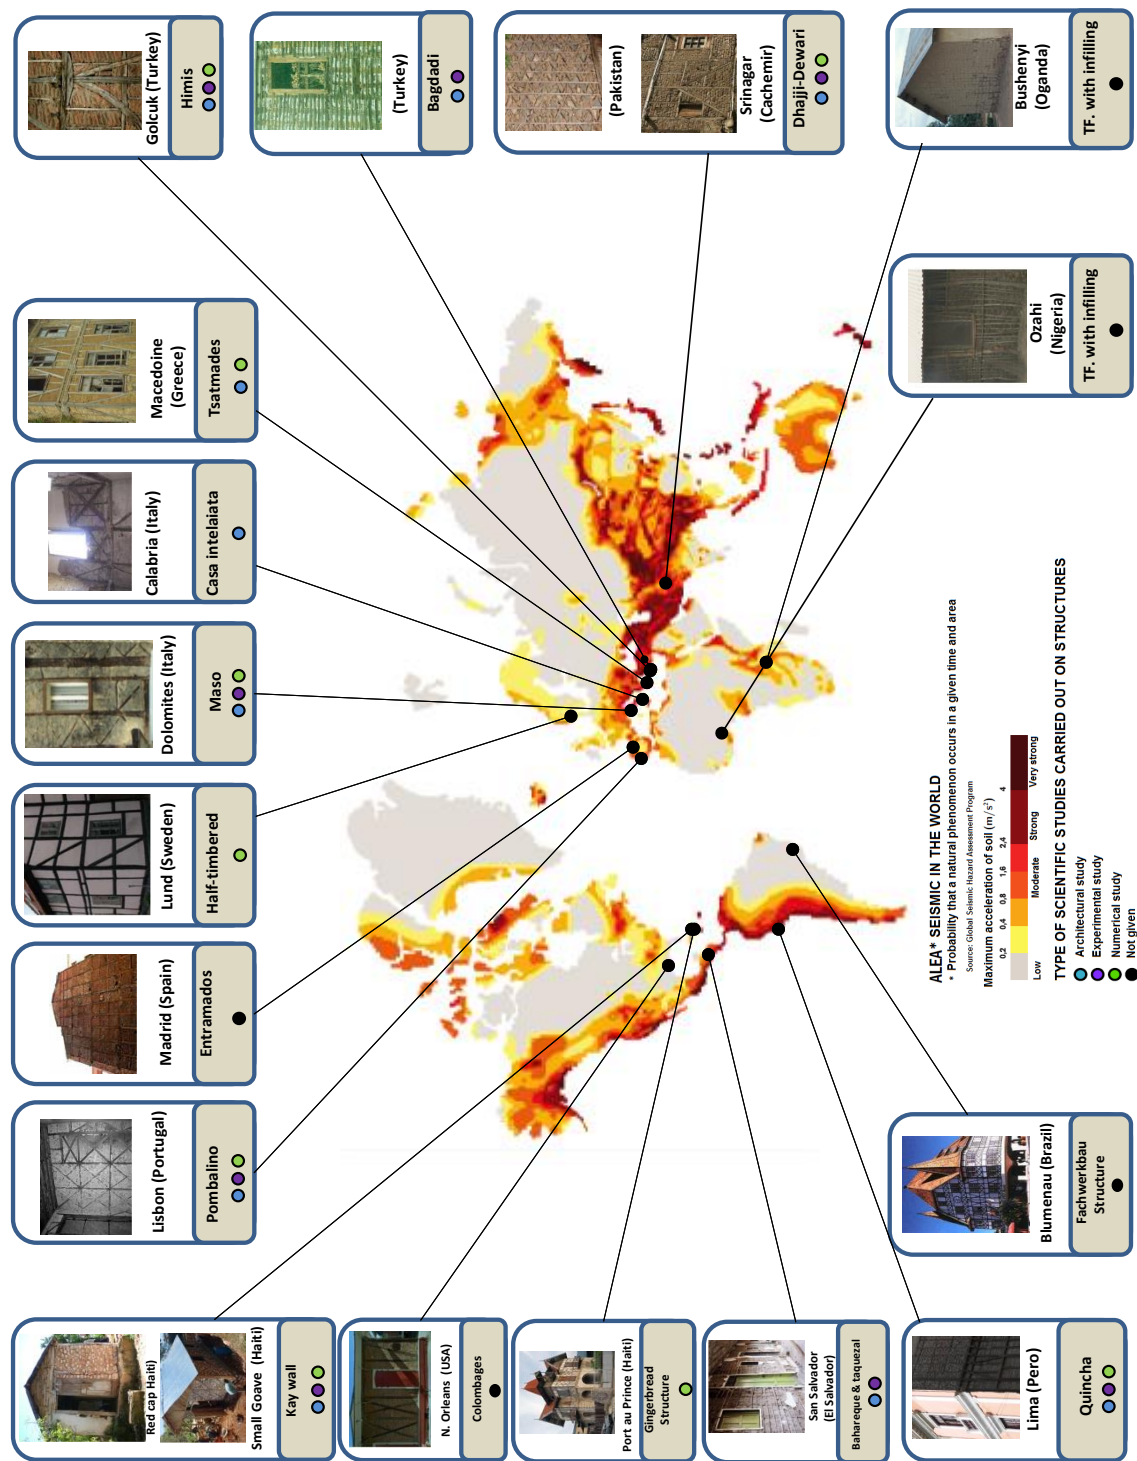 Red cap Haiti)
Small Goave (Haiti)
Kay wall
Lisbon (Portugal)
Pombalino
Madrid (Spain)
Entramados
Lund (Sweden)
Half-timbered
Dolomites (Italy)
Maso
Calabria (Italy)
Casa intelaiata
Macedoine
(Greece)
Tsatmades
Golcuk (Turkey)
Himis
(Turkey)
Bagdadi
(Pakistan)
Srinagar
(Cachemir)
Dhajji-Dewari
Bushenyi
(Oganda)
TF. with infilling
Ozahi
(Nigeria)
TF. with infilling
N. Orleans (USA)
Colombages
Port au Prince (Haiti)
Gingerbread
Structure
San Salvador
(El Salvador)
Bahareque & taquezal
Lima (Pero)
Quincha
Blumenau (Brazil)
Fachwerkbau
Structure
ALEA* SEISMIC IN THE WORLD
* Probability that a natural phenomenon occurs in a given time and area
Source: Global Seismic Hazard Assessment Program
Maximum acceleration of soil (m/s²)
0,2 0,4 0,8 1,6 2,4 4
Low Moderate Strong Very strong
TYPE OF SCIENTIFIC STUDIES CARRIED OUT ON STRUCTURES
Architectural study
Experimental study
Numerical study
Not given